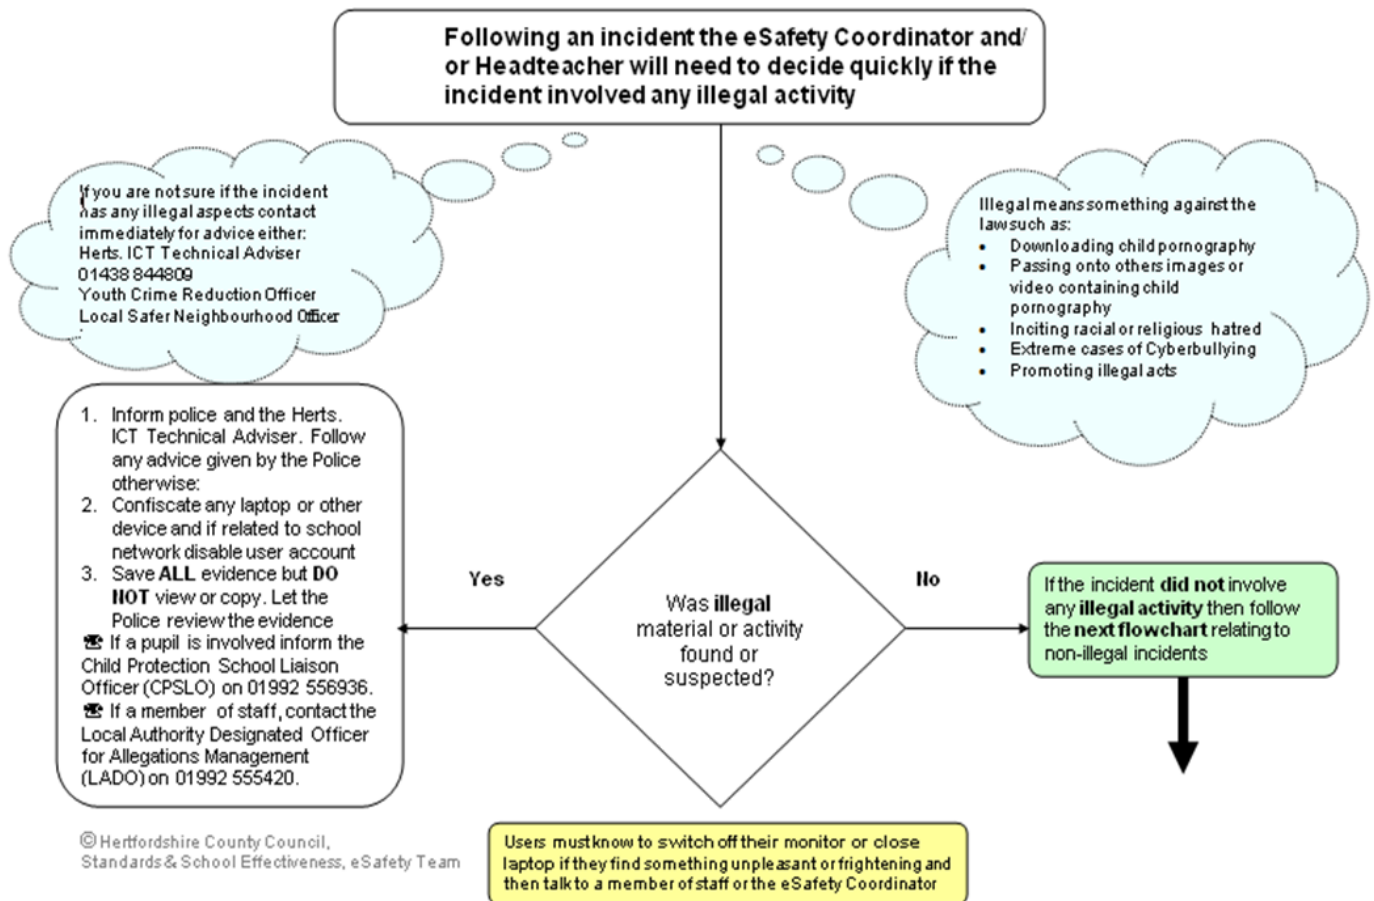 Following an incident the eSafety Coordinator and/
or Headteacher will need to decide quickly if the
incident involved any illegal activity
If you are not sure if the incident
has any illegal aspects contact
immediately for advice either:
Herts. ICT Technical Adviser
01438 844809
Youth Crime Reduction Officer
Local Safer Neighbourhood Officer
:
Illegal means something against the
law such as:
• Downloading child pornography
• Passing onto others images or
video containing child
pornography
• Inciting racial or religious hatred
• Extreme cases of Cyberbullying
• Promoting illegal acts
1. Inform police and the Herts.
ICT Technical Adviser. Follow
any advice given by the Police
otherwise:
2. Confiscate any laptop or other
device and if related to school
network disable user account
3. Save ALL evidence but DO
NOT view or copy. Let the
Police review the evidence
☎ If a pupil is involved inform the
Child Protection School Liaison
Officer (CPSLO) on 01992 556936.
☎ If a member of staff, contact the
Local Authority Designated Officer
for Allegations Management
(LADO) on 01992 555420.
Yes
Was illegal
material or activity
found or
suspected?
No
If the incident did not involve
any illegal activity then follow
the next flowchart relating to
non-illegal incidents
© Hertfordshire County Council,
Standards & School Effectiveness, eSafety Team
Users must know to switch off their monitor or close
laptop if they find something unpleasant or frightening and
then talk to a member of staff or the eSafety Coordinator